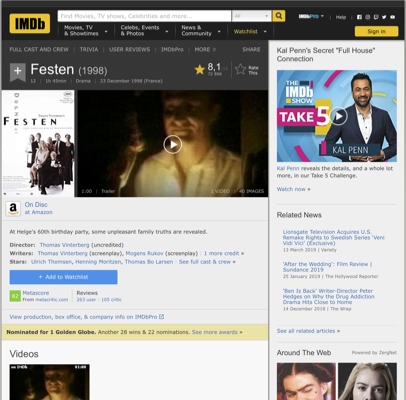 IMDb
Find Movies, TV shows, Celebrities and more...
All
IMDbPro
Help
Movies, TV & Showtimes
Celebs, Events & Photos
News & Community
Watchlist
Sign in
FULL CAST AND CREW | TRIVIA | USER REVIEWS | IMDbPro | MORE
SHARE
Festen (1998)
8,1
Rate This
12 | 1h 45min | Drama | 23 December 1998 (France)
FESTEN
1:00 | Trailer
1 VIDEO | 40 IMAGES
a
On Disc
at Amazon
At Helge's 60th birthday party, some unpleasant family truths are revealed.
Director: Thomas Vinterberg (uncredited)
Writers: Thomas Vinterberg (screenplay), Mogens Rukov (screenplay) | 1 more credit »
Stars: Ulrich Thomsen, Henning Moritzen, Thomas Bo Larsen | See full cast & crew »
+ Add to Watchlist
82
Metascore
From metacritic.com
Reviews
263 user | 105 critic
View production, box office, & company info on IMDbPro
Nominated for 1 Golden Globe. Another 28 wins & 22 nominations. See more awards »
Videos
Kal Penn's Secret "Full House" Connection
THE IMDb SHOW
TAKE 5
KAL PENN
Kal Penn reveals the details, and a whole lot more, in our Take 5 Challenge.
Watch now »
Related News
Lionsgate Television Acquires U.S. Remake Rights to Swedish Series 'Veni Vidi Vici' (Exclusive)
13 March 2019 | Variety
'After the Wedding': Film Review | Sundance 2019
25 January 2019 | The Hollywood Reporter
'Ben Is Back' Writer-Director Peter Hedges on Why the Drug Addiction Drama Hits Close to Home
14 December 2018 | The Wrap
See all related articles »
Around The Web
Powered by ZergNet